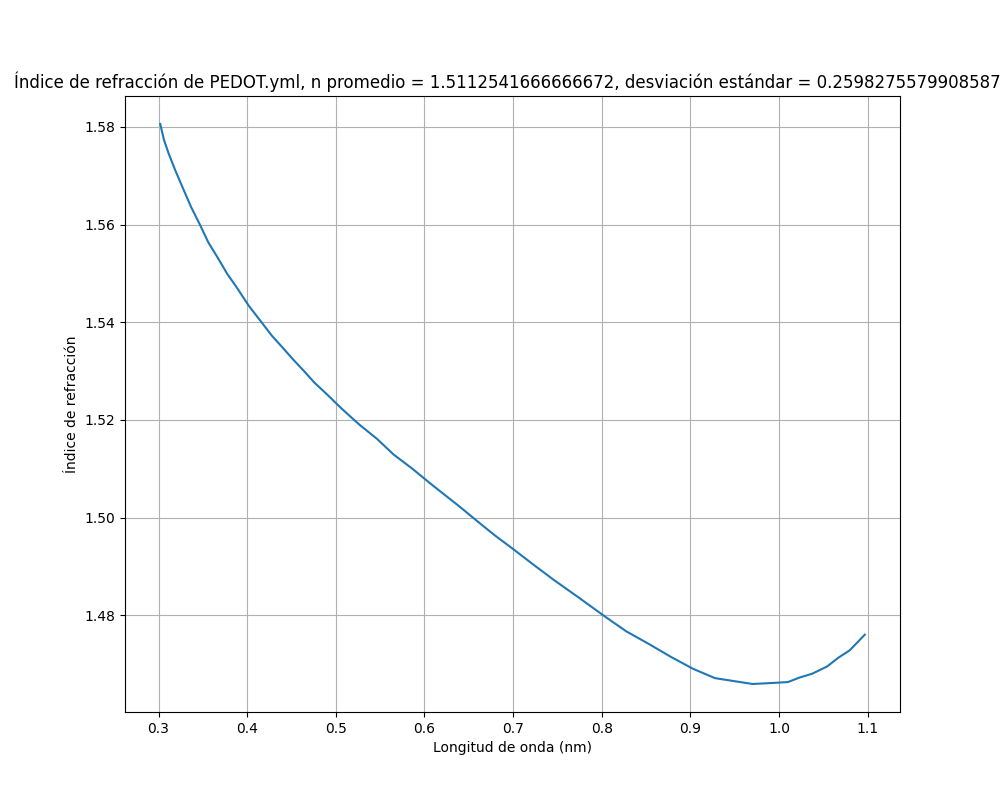 Índice de refracción de PEDOT.yml, n promedio = 1.5112541666666672, desviación estándar = 0.2598275579908587
1.58
1.56
1.54
1.52
1.50
1.48
Índice de refracción
0.3 0.4 0.5 0.6 0.7 0.8 0.9 1.0 1.1
Longitud de onda (nm)